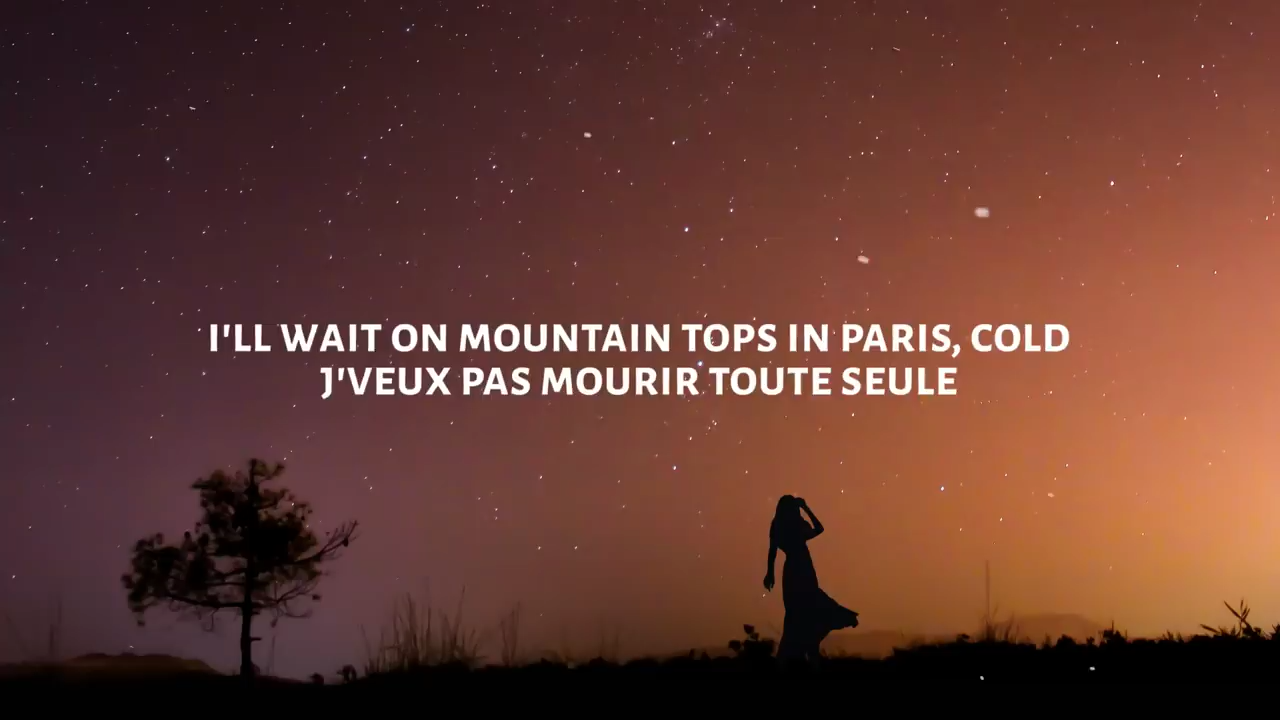 I'LL WAIT ON MOUNTAIN TOPS IN PARIS, COLD
J'VEUX PAS MOURIR TOUTE SEULE